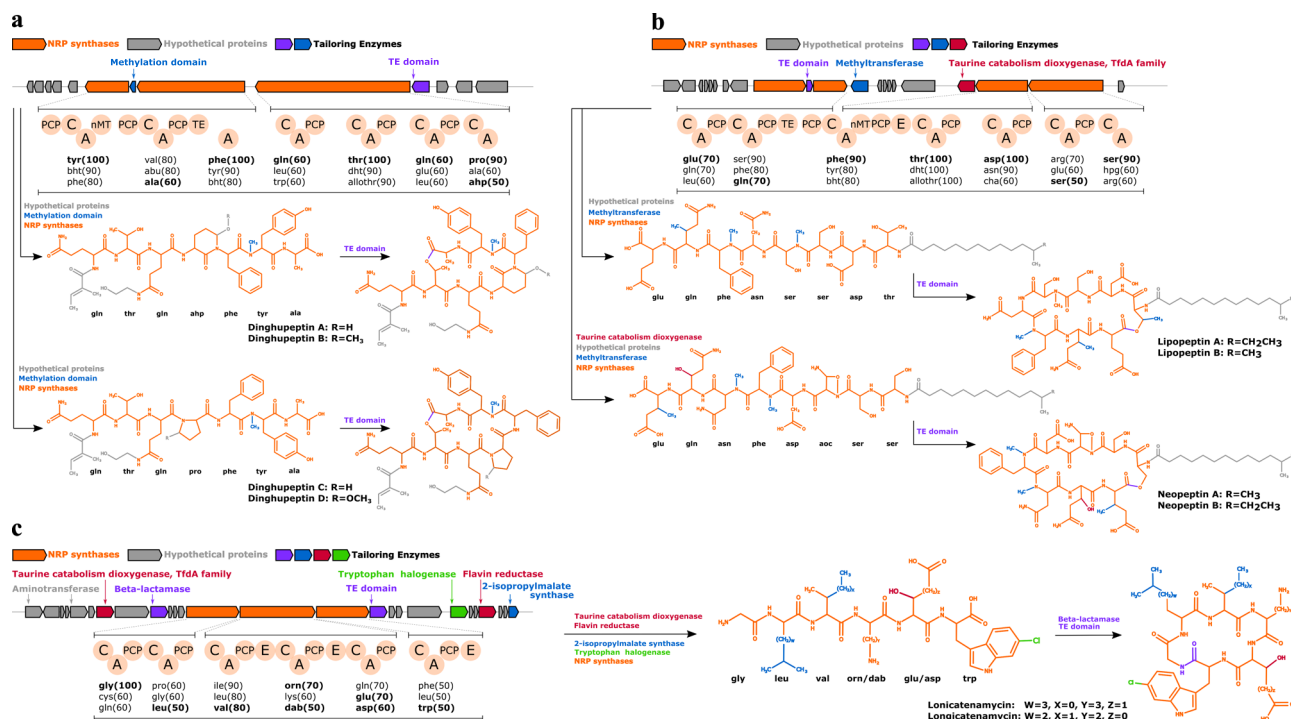 a
NRP synthases
Hypothetical proteins
Tailoring Enzymes
Methylation domain
TE domain
PCP C A nMT PCP C A PCP TE A C A PCP C A PCP C A PCP C A
tyr(100) val(80) phe(100) gln(60) thr(100) gln(60) pro(90)
bht(90) abu(80) tyr(90) leu(60) dht(90) glu(60) ala(60)
phe(80) ala(60) bht(80) trp(60) allothr(90) leu(60) ahp(50)
Hypothetical proteins
Methylation domain
NRP synthases
TE domain
gln thr gln ahp phe tyr ala
Dinghupeptin A: R=H
Dinghupeptin B: R=CH3
Hypothetical proteins
Methylation domain
NRP synthases
TE domain
gln thr gln pro phe tyr ala
Dinghupeptin C: R=H
Dinghupeptin D: R=OCH3
b
NRP synthases
Hypothetical proteins
Tailoring Enzymes
TE domain
Methyltransferase
Taurine catabolism dioxygenase, TfdA family
C A PCP C A PCP TE PCP C A nMT PCP E C A PCP C A PCP C A PCP C A
glu(70) ser(90) phe(90) thr(100) asp(100) arg(70) ser(90)
gln(70) phe(80) tyr(80) dht(100) asn(90) glu(60) hpg(60)
leu(60) gln(70) bht(80) allothr(100) cha(60) ser(50) arg(60)
Hypothetical proteins
Methyltransferase
NRP synthases
glu gln phe asn ser ser asp thr
TE domain
Lipopeptin A: R=CH2CH3
Lipopeptin B: R=CH3
Taurine catabolism dioxygenase
Hypothetical proteins
Methyltransferase
NRP synthases
glu gln asn phe asp aoc ser ser
TE domain
Neopeptin A: R=CH3
Neopeptin B: R=CH2CH3
c
NRP synthases
Hypothetical proteins
Tailoring Enzymes
Taurine catabolism dioxygenase, TfdA family
Tryptophan halogenase
Flavin reductase
Aminotransferase
Beta-lactamase
TE domain
2-isopropylmalate
synthase
C A PCP C A PCP C A PCP E C A PCP E C A PCP C A PCP E
gly(100) pro(60) ile(90) orn(70) gln(70) phe(50)
cys(60) gly(60) leu(80) lys(60) glu(70) leu(50)
gln(60) leu(50) val(80) dab(50) asp(60) trp(50)
Taurine catabolism dioxygenase
Flavin reductase
2-isopropylmalate synthase
Tryptophan halogenase
NRP synthases
gly leu val orn/dab glu/asp trp
Beta-lactamase
TE domain
Lonicatenamycin: W=3, X=0, Y=3, Z=1
Longicatenamycin: W=2, X=1, Y=2, Z=0